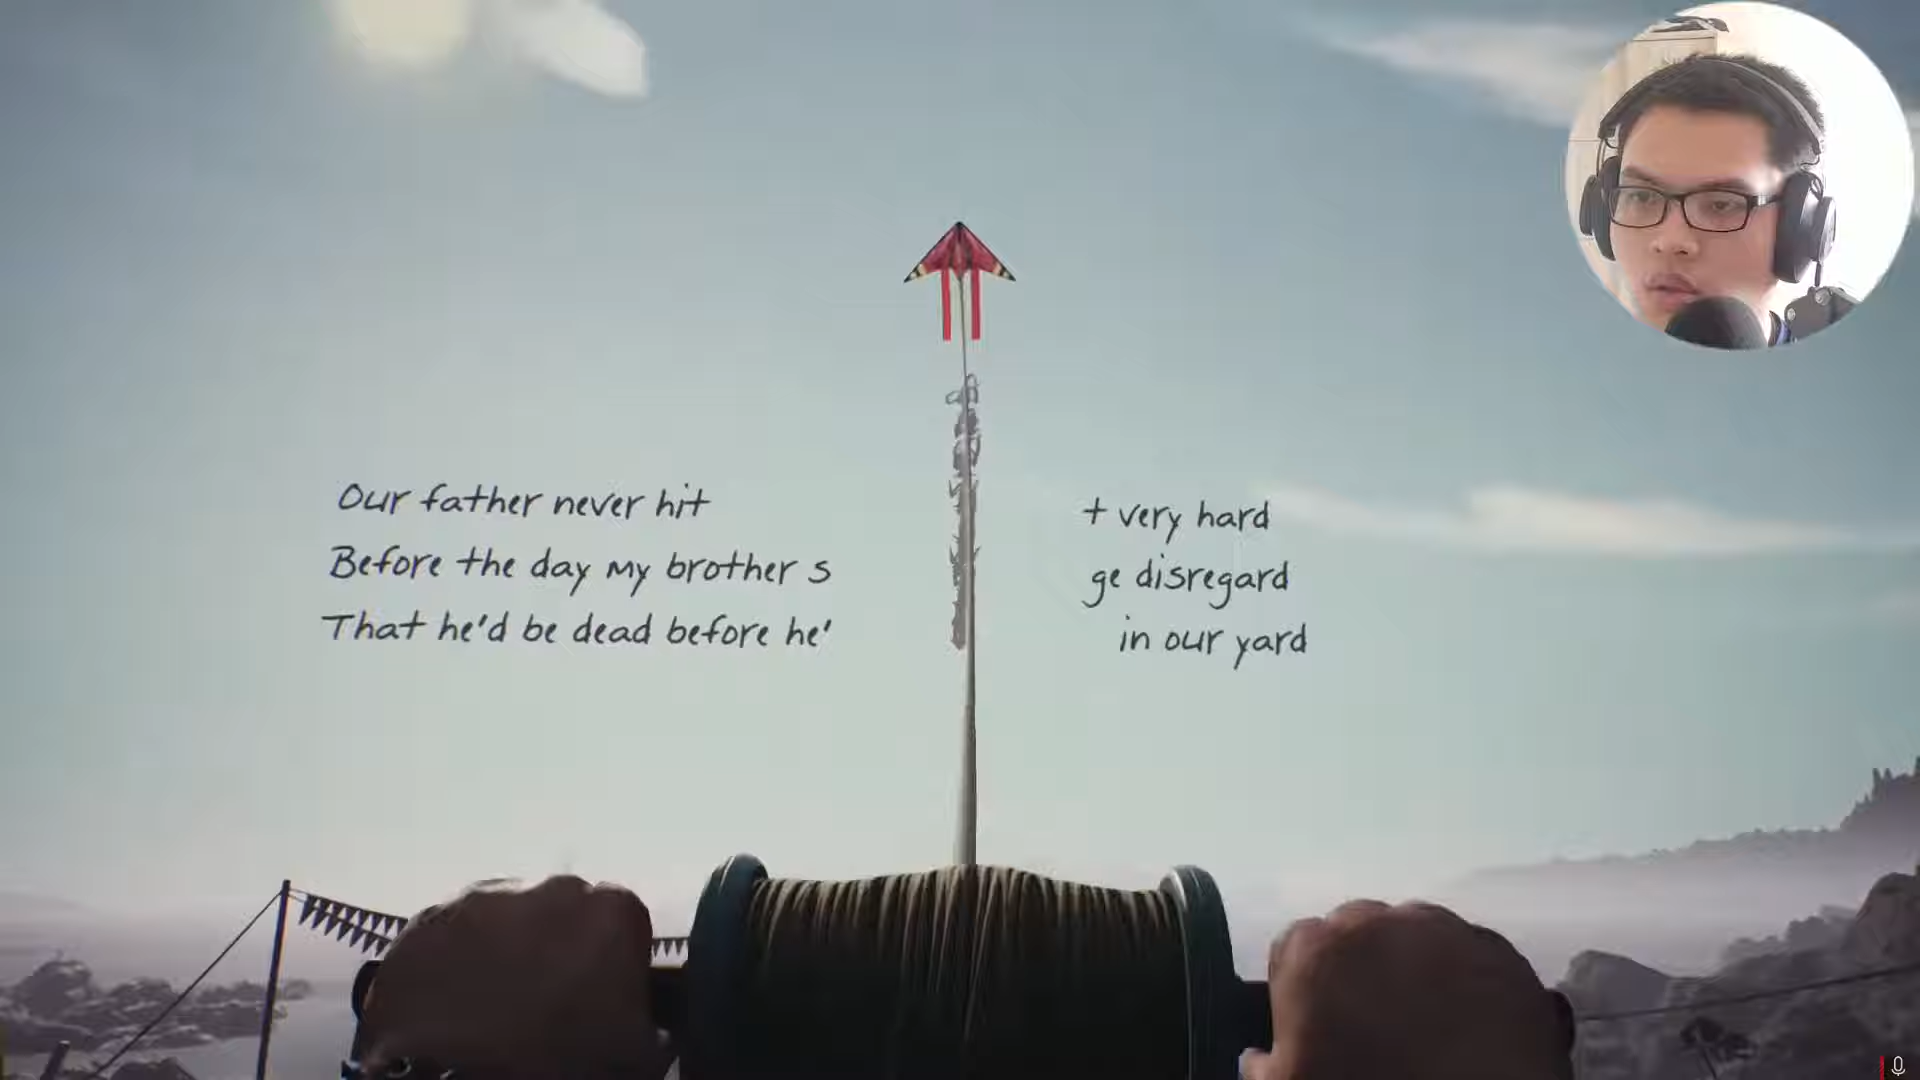 Our father never hit t very hard
Before the day my brother s ge disregard
That he'd be dead before he' in our yard